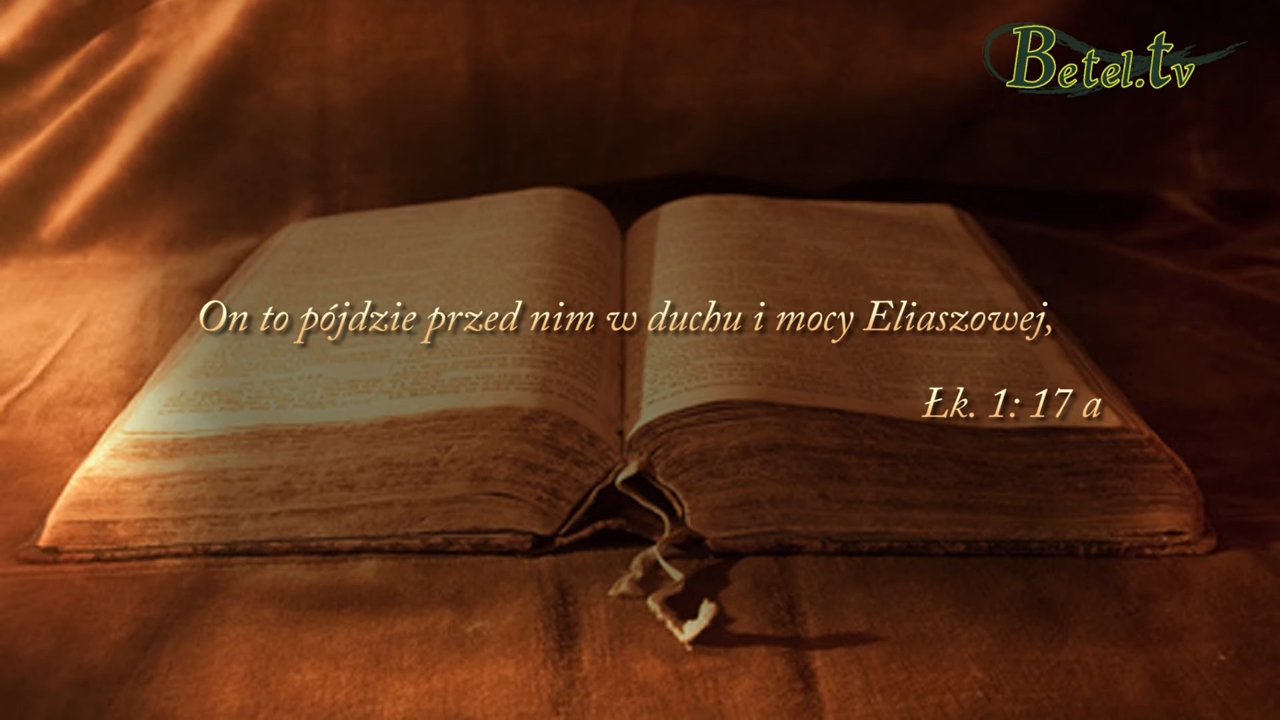 Betel.tv
On to pójdzie przed nim w duchu i mocy Eliaszowej,
Łk. 1: 17 a